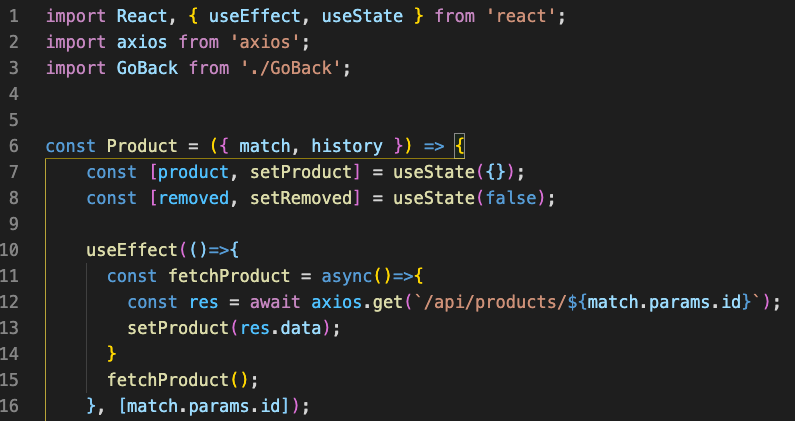 1 import React, { useEffect, useState } from 'react';
2 import axios from 'axios';
3 import GoBack from './GoBack';
4
5
6 const Product = ({ match, history }) => {
7     const [product, setProduct] = useState({});
8     const [removed, setRemoved] = useState(false);
9
10     useEffect(()=>{
11       const fetchProduct = async()=>{
12         const res = await axios.get(`/api/products/${match.params.id}`);
13         setProduct(res.data);
14       }
15       fetchProduct();
16     }, [match.params.id]);